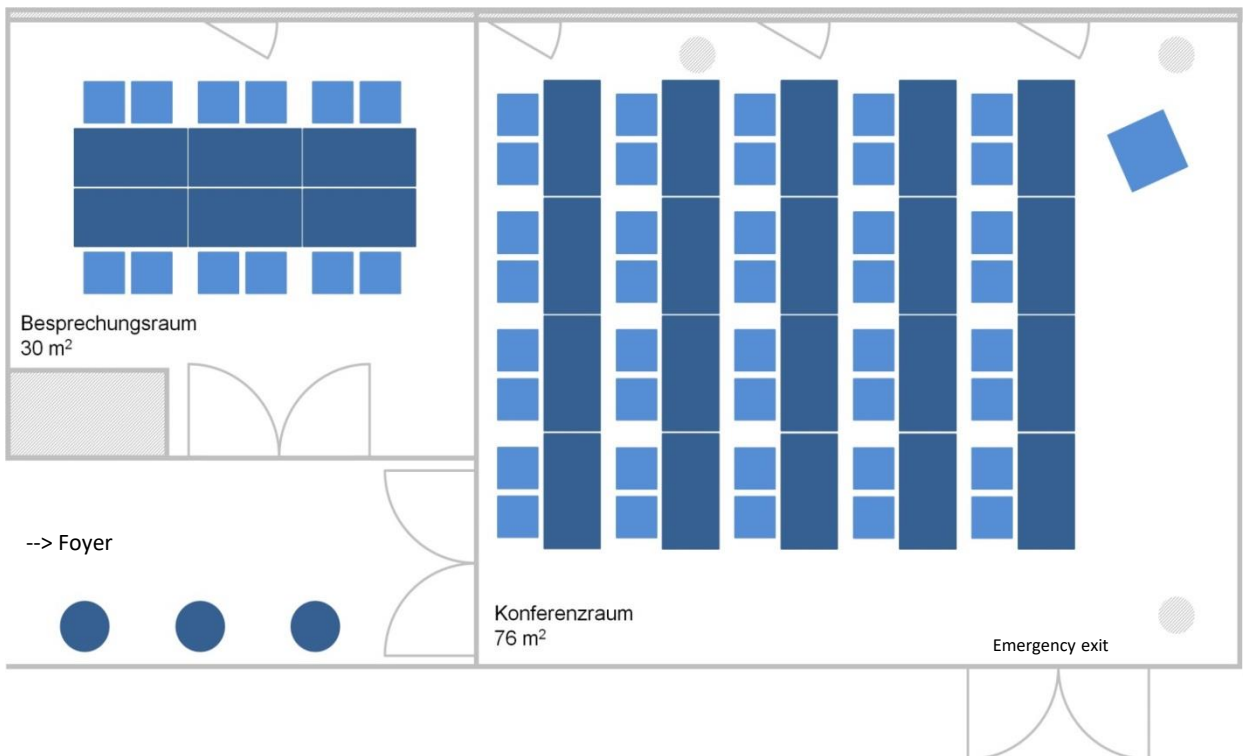 Besprechungsraum
30 m²
--> Foyer
Konferenzraum
76 m²
Emergency exit